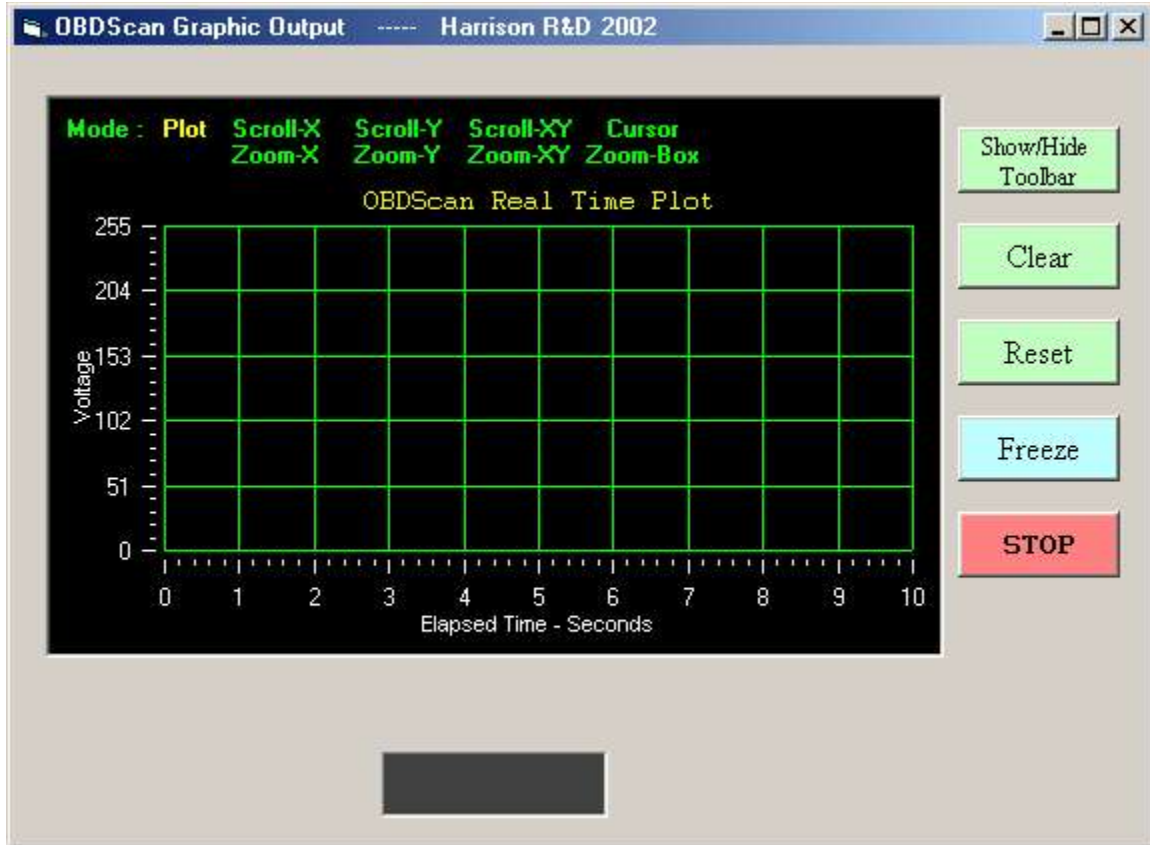 OBDScan Graphic Output ----- Harrison R&D 2002
Mode : Plot Scroll-X Scroll-Y Scroll-XY Cursor
Zoom-X Zoom-Y Zoom-XY Zoom-Box
OBDScan Real Time Plot
255
204
153
102
51
0
Voltage
0 1 2 3 4 5 6 7 8 9 10
Elapsed Time - Seconds
Show/Hide
Toolbar
Clear
Reset
Freeze
STOP